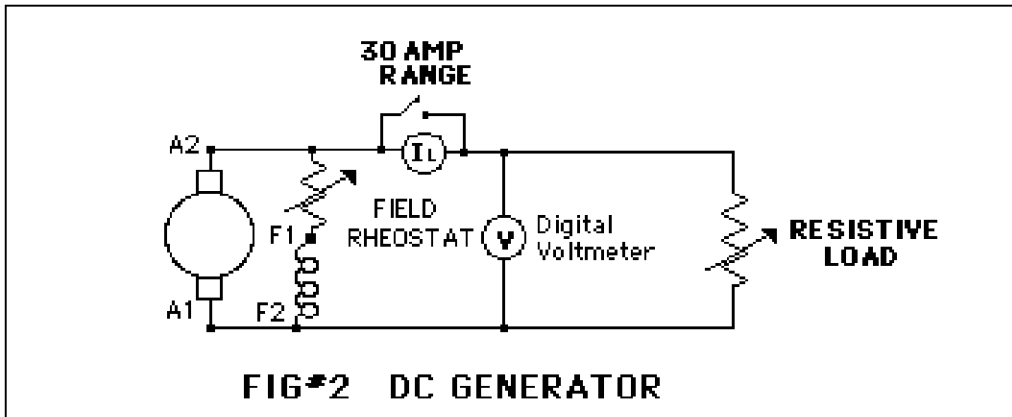 30 AMP
RANGE
A2
IL
FIELD
RHEOSTAT
F1
V
Digital
Voltmeter
RESISTIVE
LOAD
A1
F2
FIG#2 DC GENERATOR